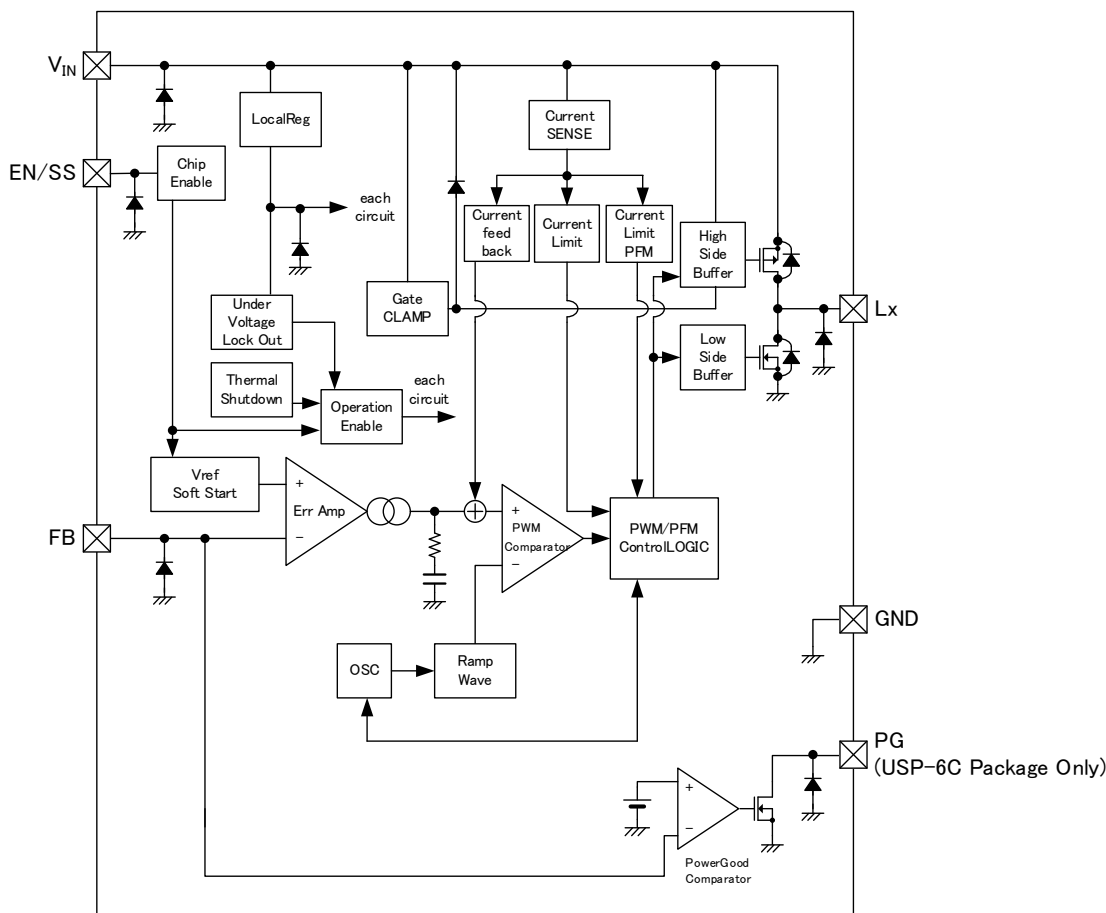 VIN
LocalReg
Current
SENSE
EN/SS
Chip
Enable
each
circuit
Current
feed
back
Current
Limit
Current
Limit
PFM
High
Side
Buffer
Gate
CLAMP
Lx
Under
Voltage
Lock Out
Low
Side
Buffer
Thermal
Shutdown
each
circuit
Operation
Enable
Vref
Soft Start
+
Err Amp
-
+
PWM
Comparator
-
PWM/PFM
ControlLOGIC
FB
GND
OSC
Ramp
Wave
PG
(USP-6C Package Only)
+
-
PowerGood
Comparator